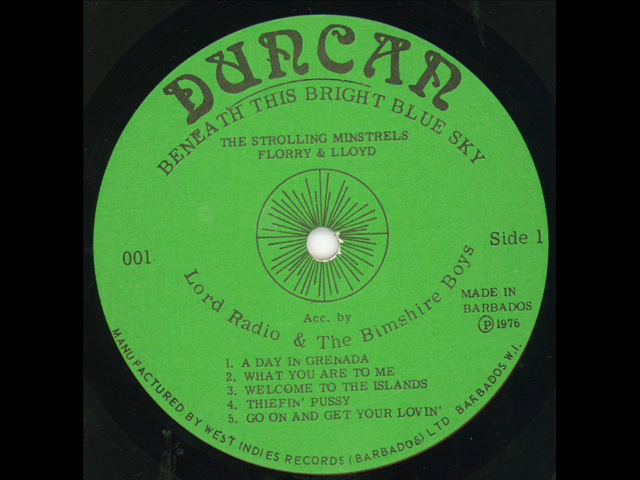 DUNCAN
BENEATH THIS BRIGHT BLUE SKY
THE STROLLING MINSTRELS
FLORRY & LLOYD
001
Side 1
Acc. by
Lord Radio & The Bimshire Boys
MADE IN
BARBADOS
Ⓟ 1976
1. A DAY IN GRENADA
2. WHAT YOU ARE TO ME
3. WELCOME TO THE ISLANDS
4. THIEFIN' PUSSY
5. GO ON AND GET YOUR LOVIN'
MANUFACTURED BY WEST INDIES RECORDS (BARBADOS) LTD. BARBADOS W.I.